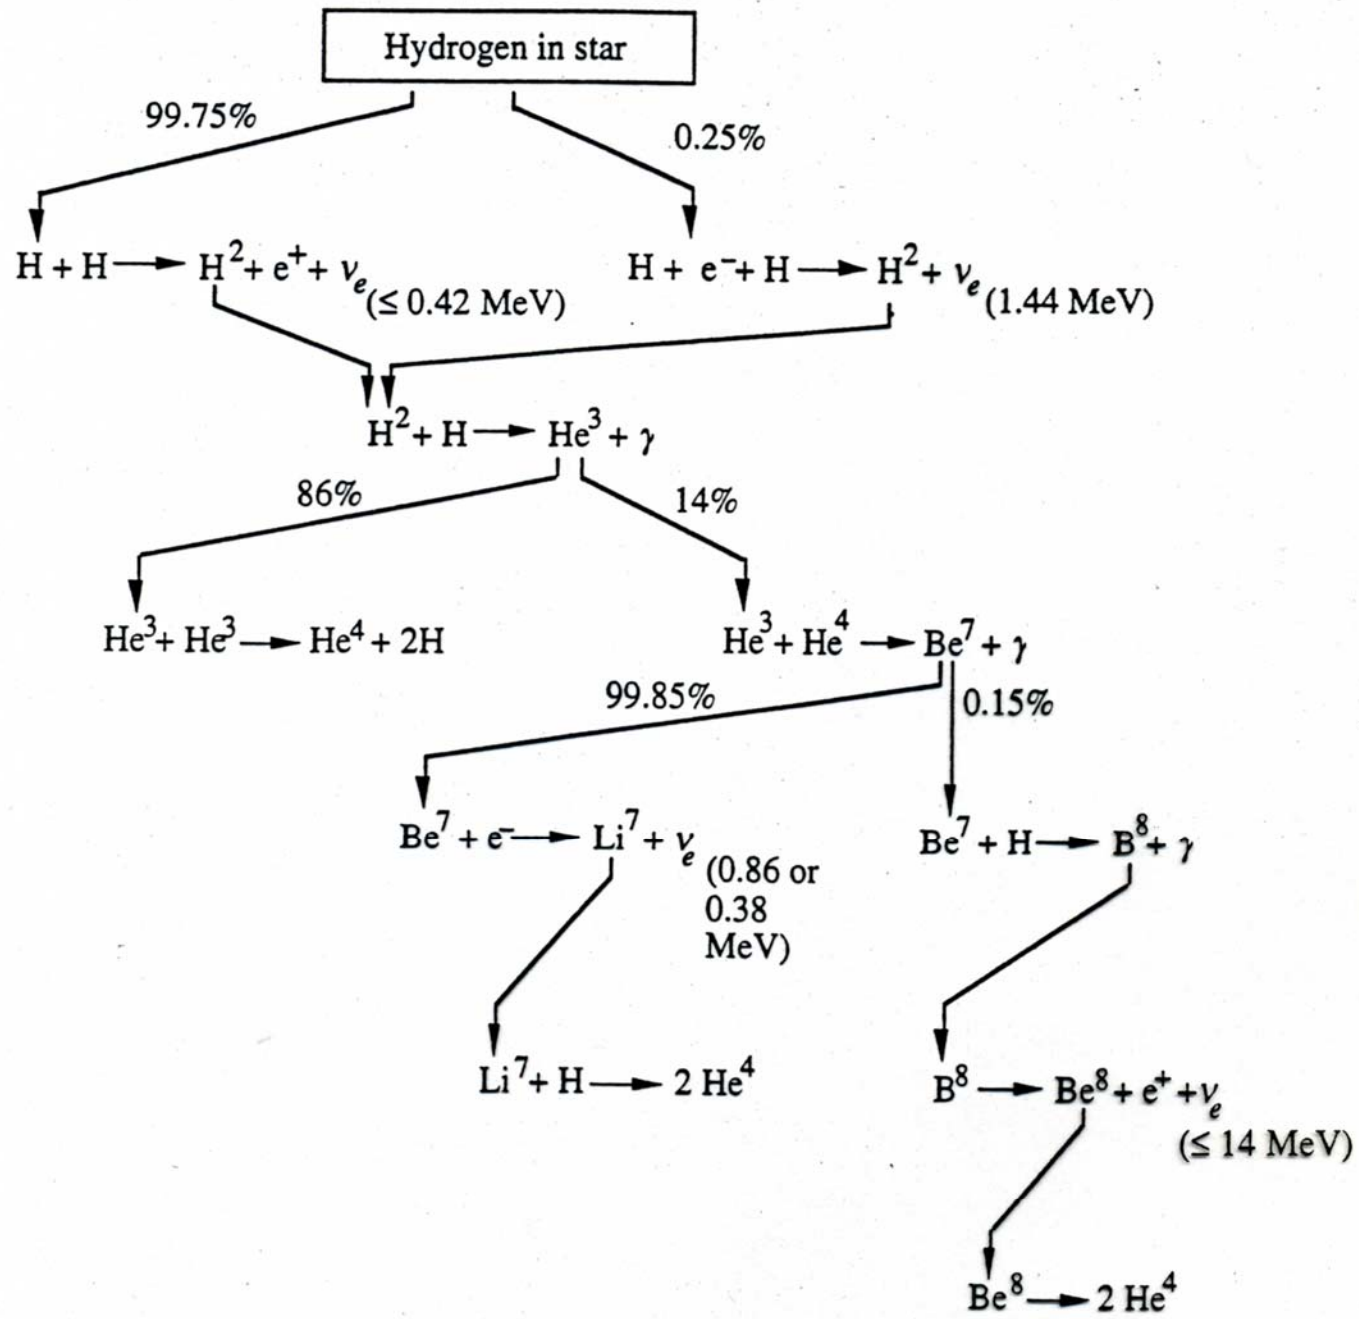 Hydrogen in star
99.75%
0.25%
H + H → H² + e⁺ + νₑ (≤ 0.42 MeV)
H + e⁻ + H → H² + νₑ (1.44 MeV)
H² + H → He³ + γ
86%
14%
He³ + He³ → He⁴ + 2H
He³ + He⁴ → Be⁷ + γ
99.85%
0.15%
Be⁷ + e⁻ → Li⁷ + νₑ
(0.86 or
0.38
MeV)
Be⁷ + H → B⁸ + γ
Li⁷ + H → 2 He⁴
B⁸ → Be⁸ + e⁺ + νₑ
(≤ 14 MeV)
Be⁸ → 2 He⁴